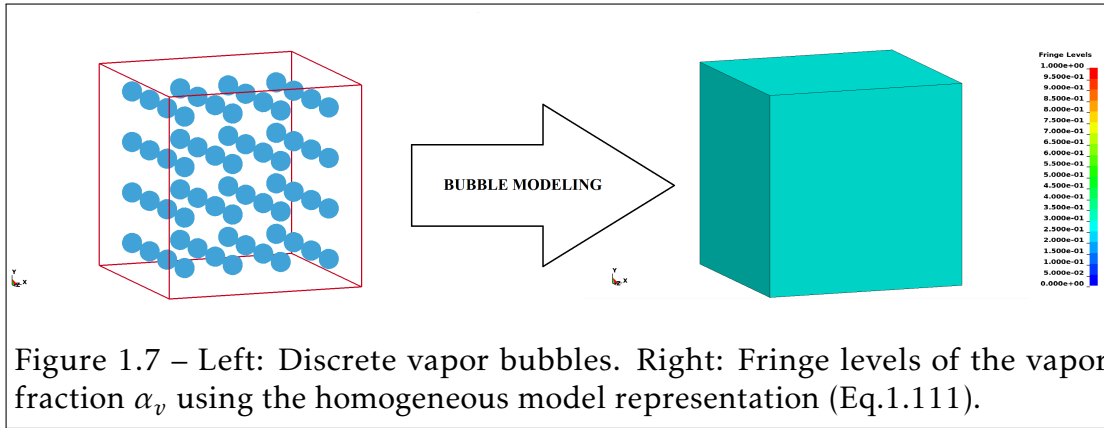 Fringe Levels
1.000e+00
9.500e-01
9.000e-01
8.500e-01
8.000e-01
7.500e-01
7.000e-01
6.500e-01
6.000e-01
5.500e-01
5.000e-01
4.500e-01
4.000e-01
3.500e-01
3.000e-01
2.500e-01
2.000e-01
1.500e-01
1.000e-01
5.000e-02
0.000e+00
BUBBLE MODELING
Y
Z X
Y
Z X
Figure 1.7 – Left: Discrete vapor bubbles. Right: Fringe levels of the vapor
fraction αᵥ using the homogeneous model representation (Eq.1.111).